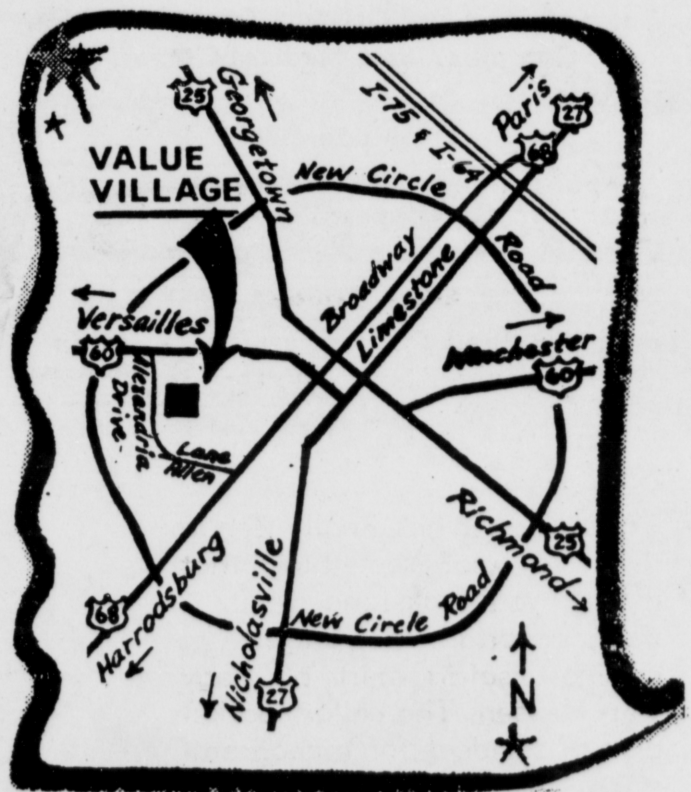 25
Georgetown
I-75 & I-64
Paris
27
68
VALUE
VILLAGE
New Circle
Road
Broadway
Limestone
Versailles
60
Winchester
60
Alexandria
Drive
Lane
Allen
Richmond
25
68
Harrodsburg
Nicholasville
27
New Circle Road
N